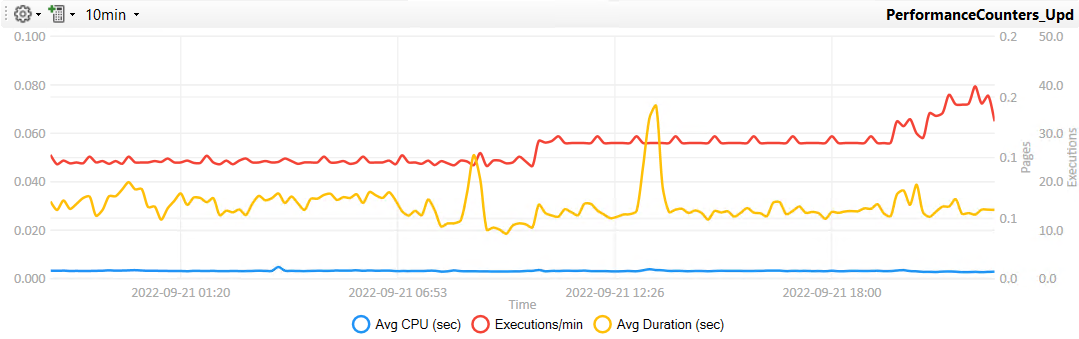 10min PerformanceCounters_Upd
0.100 0.2 50.0
0.080 0.2 40.0
0.060 0.1 30.0
0.040 0.1 20.0
0.020 10.0
0.000 0.0 0.0
Pages
Executions
2022-09-21 01:20 2022-09-21 06:53 2022-09-21 12:26 2022-09-21 18:00
Time
Avg CPU (sec) Executions/min Avg Duration (sec)